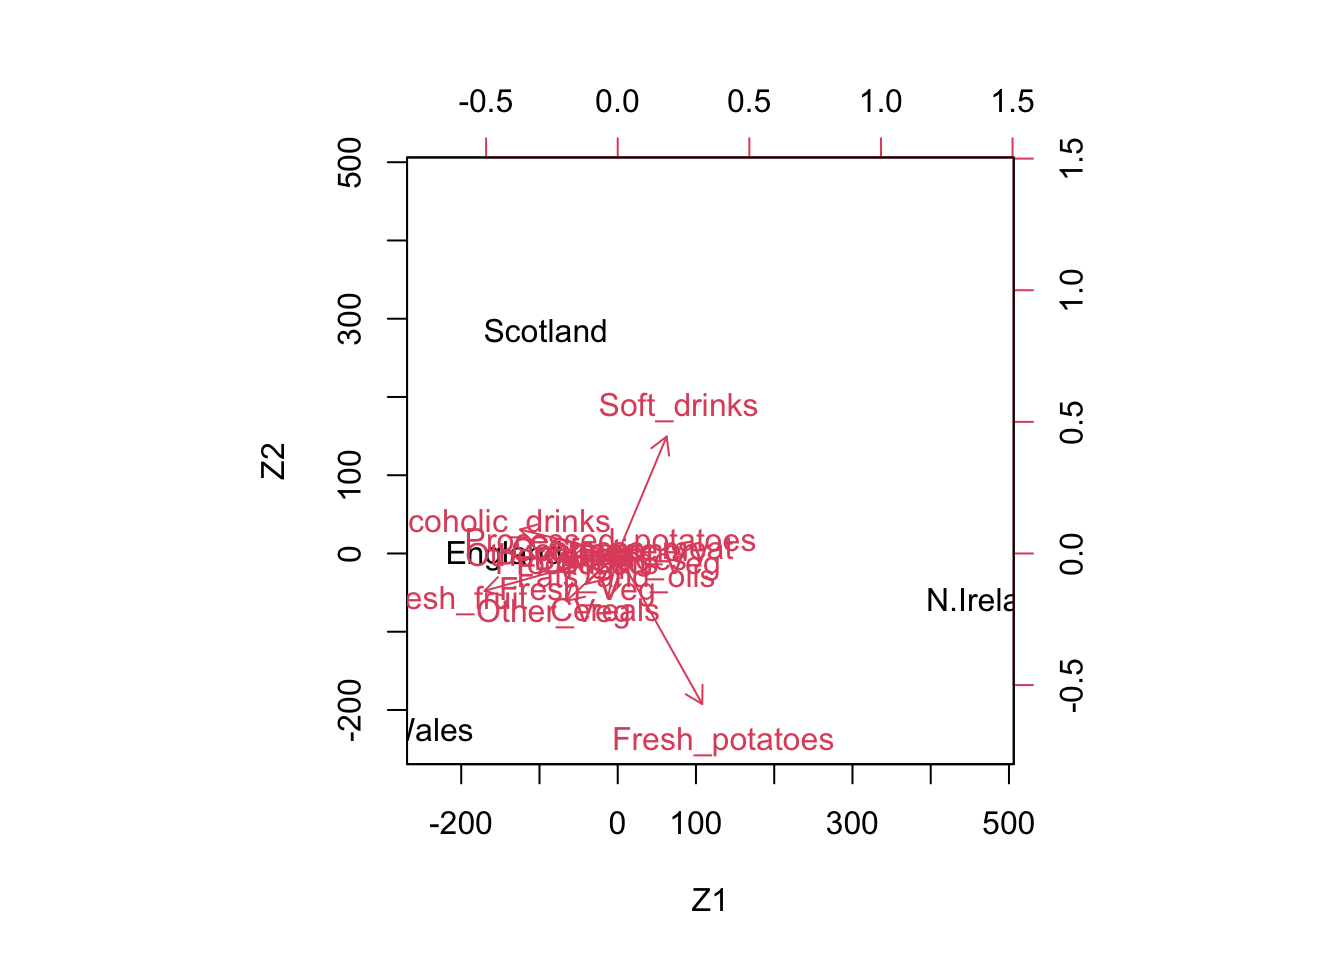 -0.5 0.0 0.5 1.0 1.5
500
300
100
0
-200
Z2
1.5
1.0
0.5
0.0
-0.5
Scotland
Soft_drinks
coholic_drinks
Processed_potatoes
England
Fresh_Veg
esh_fruit
Other_Veg
Cereals
N.Irela
ales
Fresh_potatoes
-200 0 100 300 500
Z1